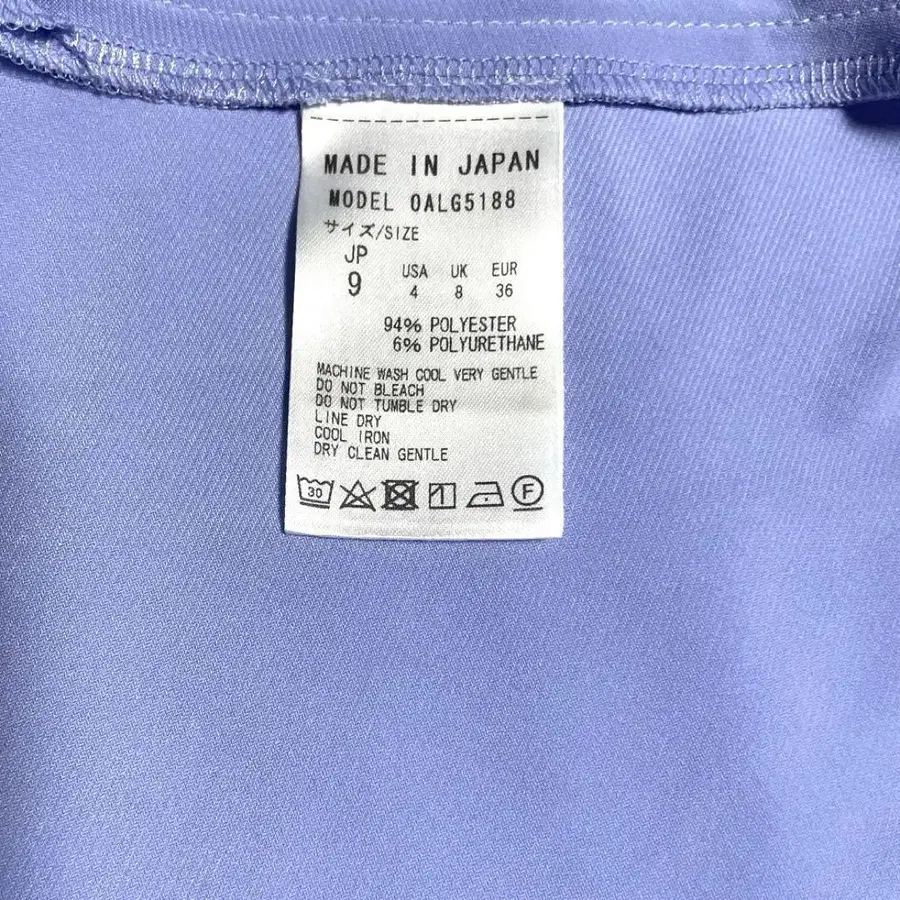 MADE IN JAPAN
MODEL OALG5188
サイズ/SIZE
JP USA UK EUR
9 4 8 36
94% POLYESTER
6% POLYURETHANE
MACHINE WASH COOL VERY GENTLE
DO NOT BLEACH
DO NOT TUMBLE DRY
LINE DRY
COOL IRON
DRY CLEAN GENTLE
30 F